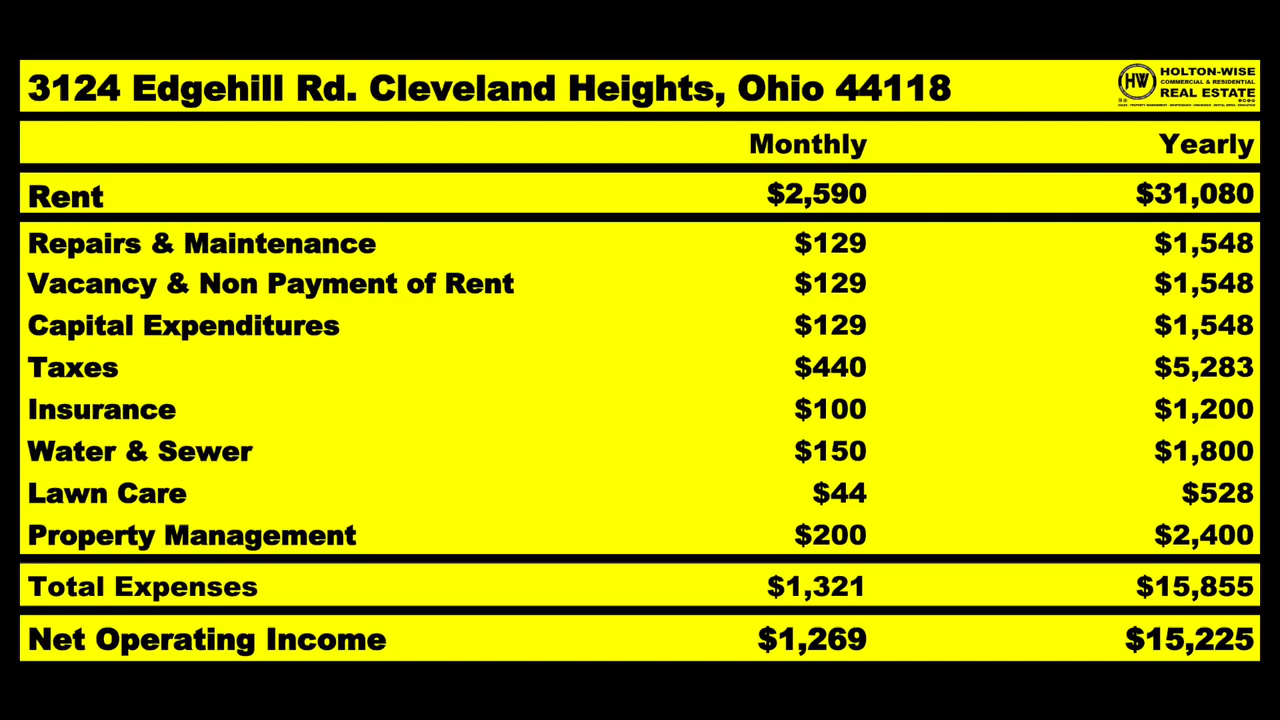 3124 Edgehill Rd. Cleveland Heights, Ohio 44118
HW
HOLTON-WISE
COMMERCIAL & RESIDENTIAL
REAL ESTATE
Monthly Yearly
Rent $2,590 $31,080
Repairs & Maintenance $129 $1,548
Vacancy & Non Payment of Rent $129 $1,548
Capital Expenditures $129 $1,548
Taxes $440 $5,283
Insurance $100 $1,200
Water & Sewer $150 $1,800
Lawn Care $44 $528
Property Management $200 $2,400
Total Expenses $1,321 $15,855
Net Operating Income $1,269 $15,225